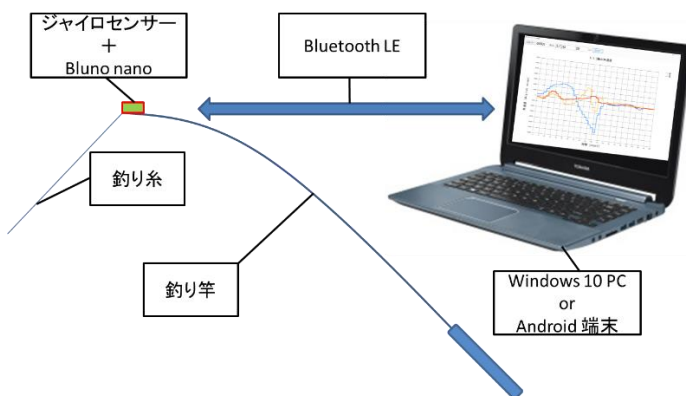 ジャイロセンサー
＋
Bluno nano
Bluetooth LE
釣り糸
釣り竿
Windows 10 PC
or
Android 端末